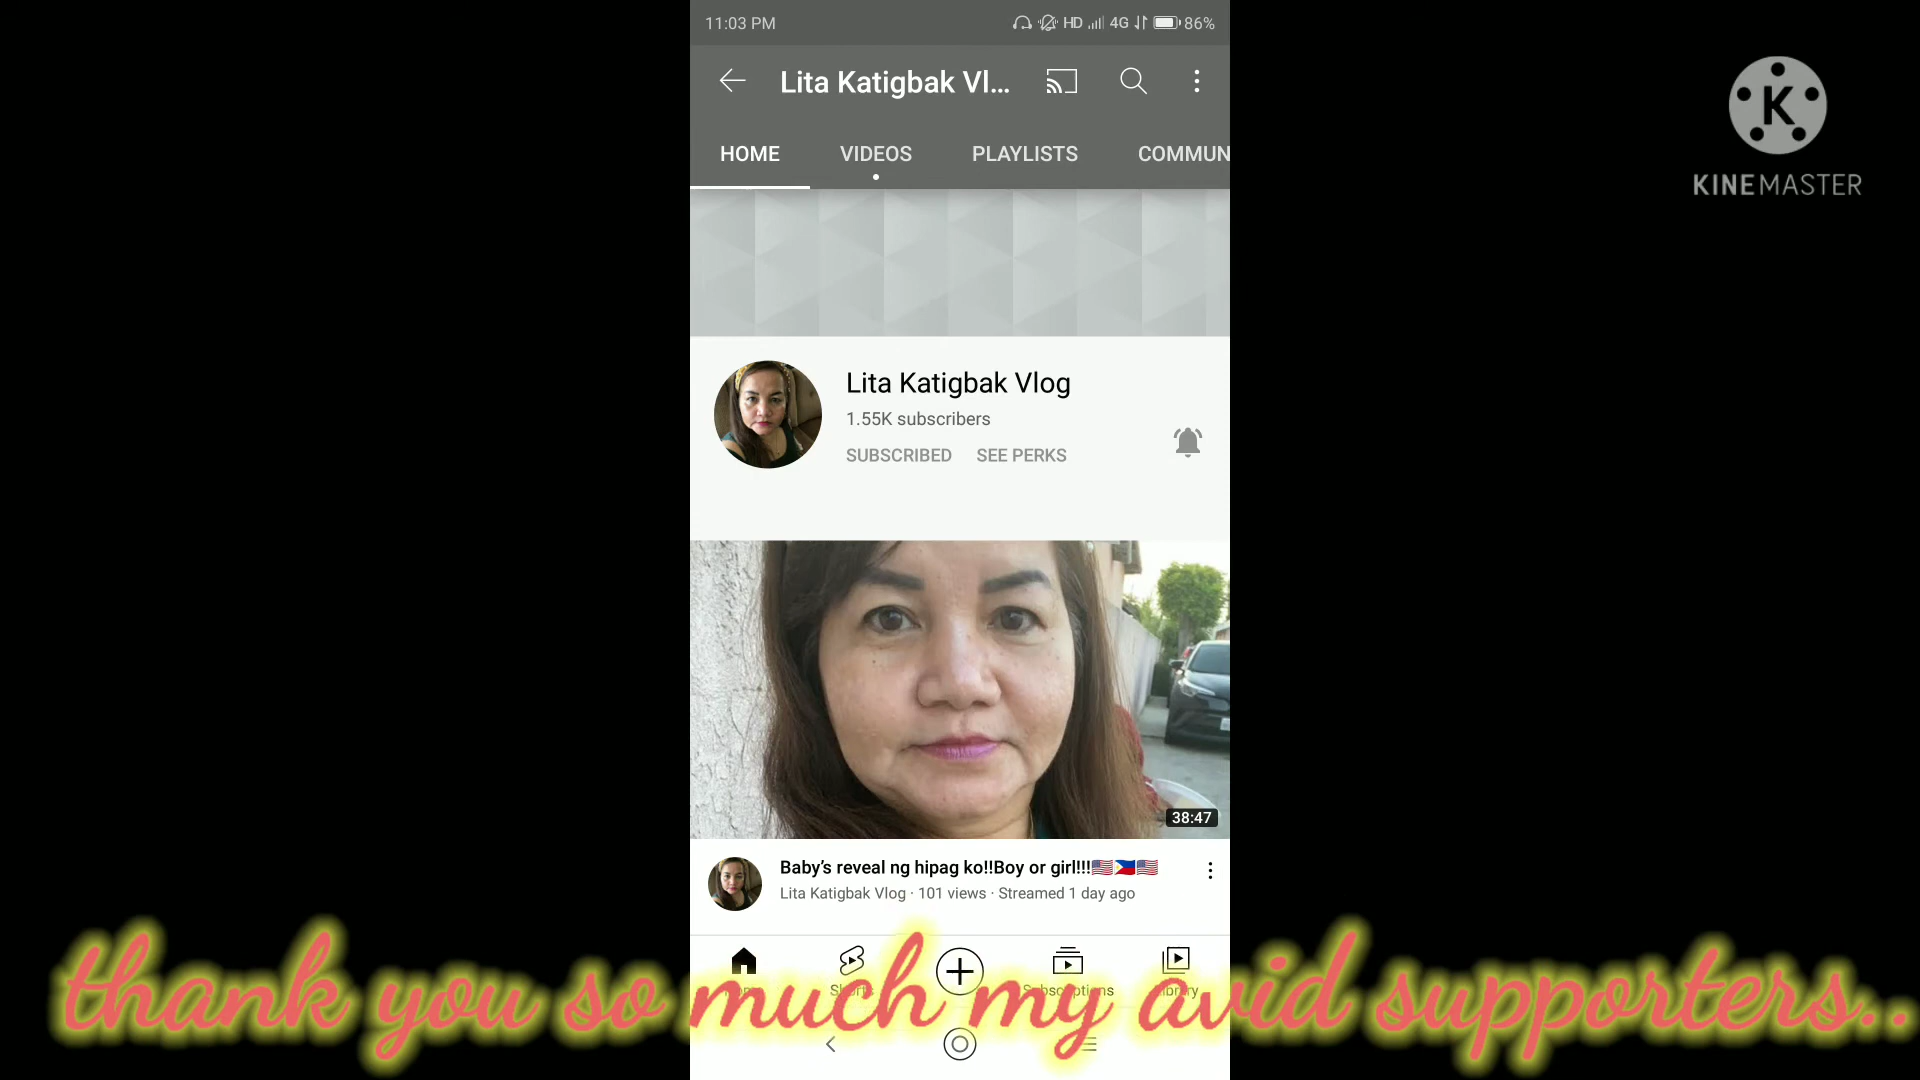 11:03 PM HD 4G 86%
Lita Katigbak Vl...
HOME VIDEOS PLAYLISTS COMMUN
K
KINEMASTER
Lita Katigbak Vlog
1.55K subscribers
SUBSCRIBED SEE PERKS
38:47
Baby’s reveal ng hipag ko!!Boy or girl!!!🇺🇸🇵🇭🇺🇸
Lita Katigbak Vlog · 101 views · Streamed 1 day ago
thank you so much my avid supporters..